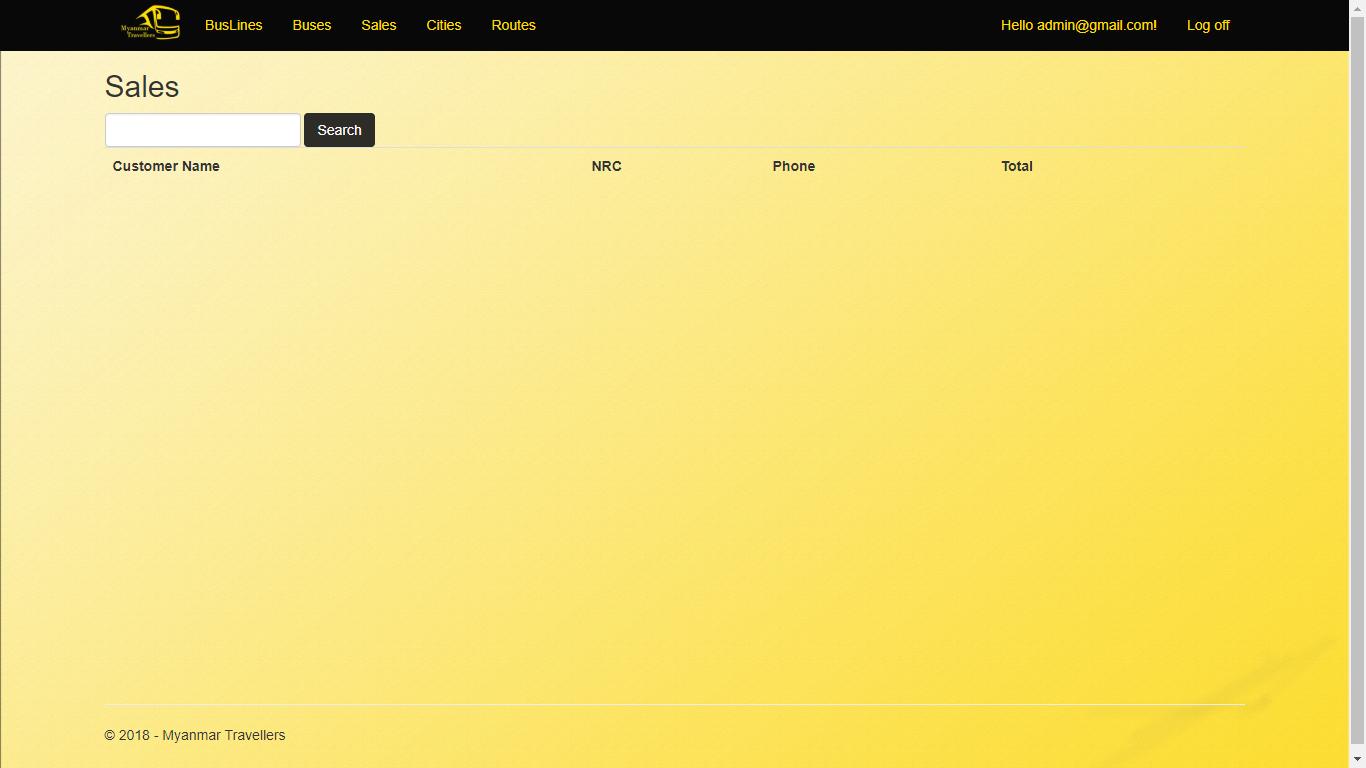 Myanmar
Travellers
BusLines Buses Sales Cities Routes Hello admin@gmail.com! Log off
Sales
Search
Customer Name NRC Phone Total
© 2018 - Myanmar Travellers